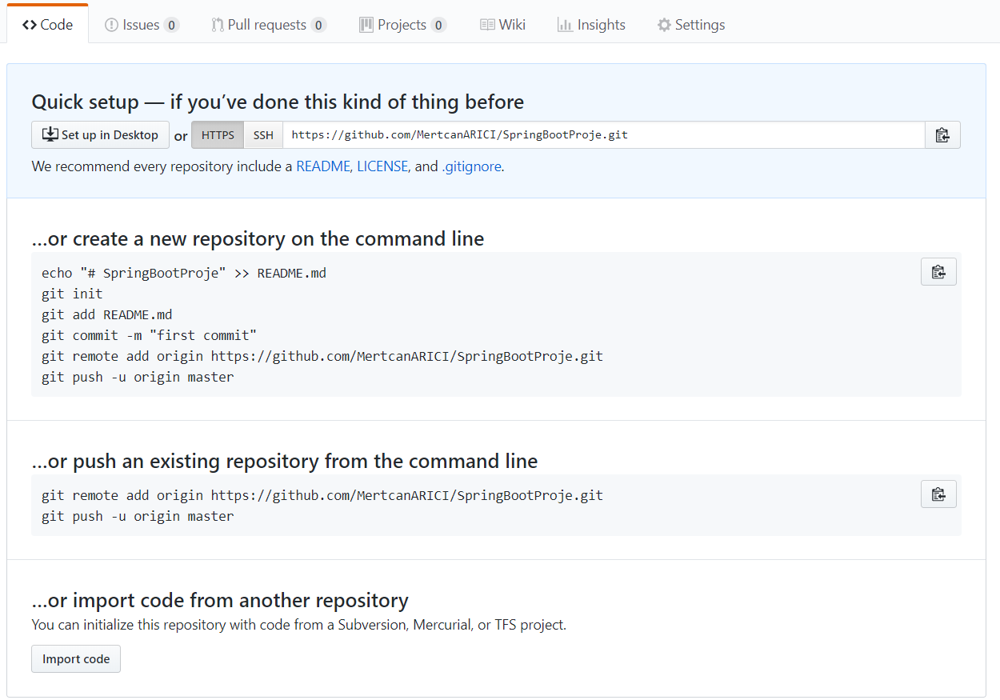 Code Issues 0 Pull requests 0 Projects 0 Wiki Insights Settings
Quick setup — if you’ve done this kind of thing before
Set up in Desktop or HTTPS SSH https://github.com/MertcanARICI/SpringBootProje.git
We recommend every repository include a README, LICENSE, and .gitignore.
…or create a new repository on the command line
echo "# SpringBootProje" >> README.md
git init
git add README.md
git commit -m "first commit"
git remote add origin https://github.com/MertcanARICI/SpringBootProje.git
git push -u origin master
…or push an existing repository from the command line
git remote add origin https://github.com/MertcanARICI/SpringBootProje.git
git push -u origin master
…or import code from another repository
You can initialize this repository with code from a Subversion, Mercurial, or TFS project.
Import code